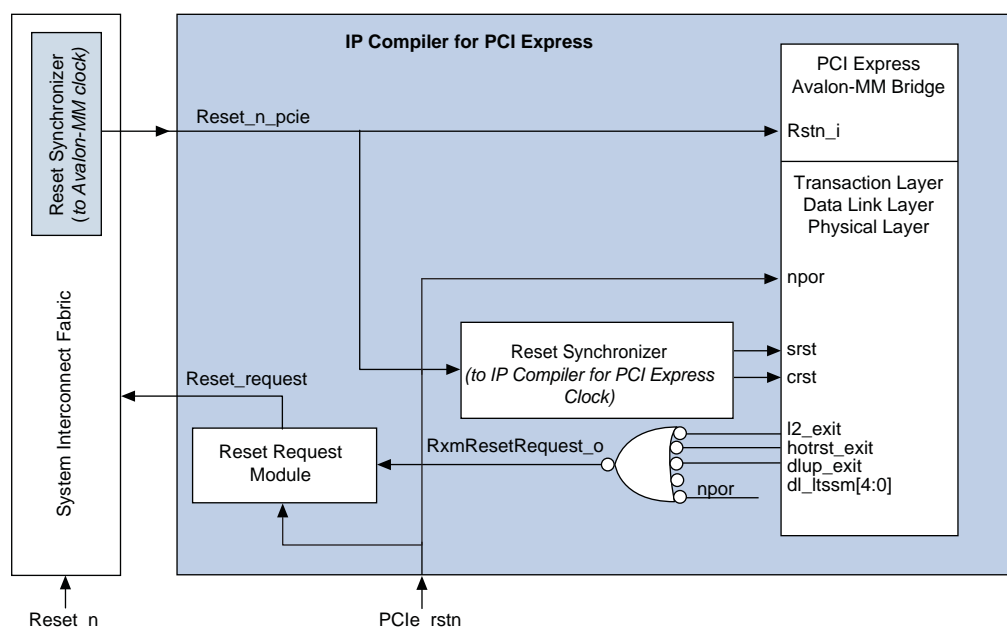 IP Compiler for PCI Express
Reset Synchronizer
(to Avalon-MM clock)
System Interconnect Fabric
PCI Express
Avalon-MM Bridge
Reset_n_pcie
Rstn_i
Transaction Layer
Data Link Layer
Physical Layer
npor
Reset Synchronizer
(to IP Compiler for PCI Express
Clock)
srst
crst
Reset_request
Reset Request
Module
RxmResetRequest_o
l2_exit
hotrst_exit
dlup_exit
dl_ltssm[4:0]
npor
Reset_n
PCIe_rstn